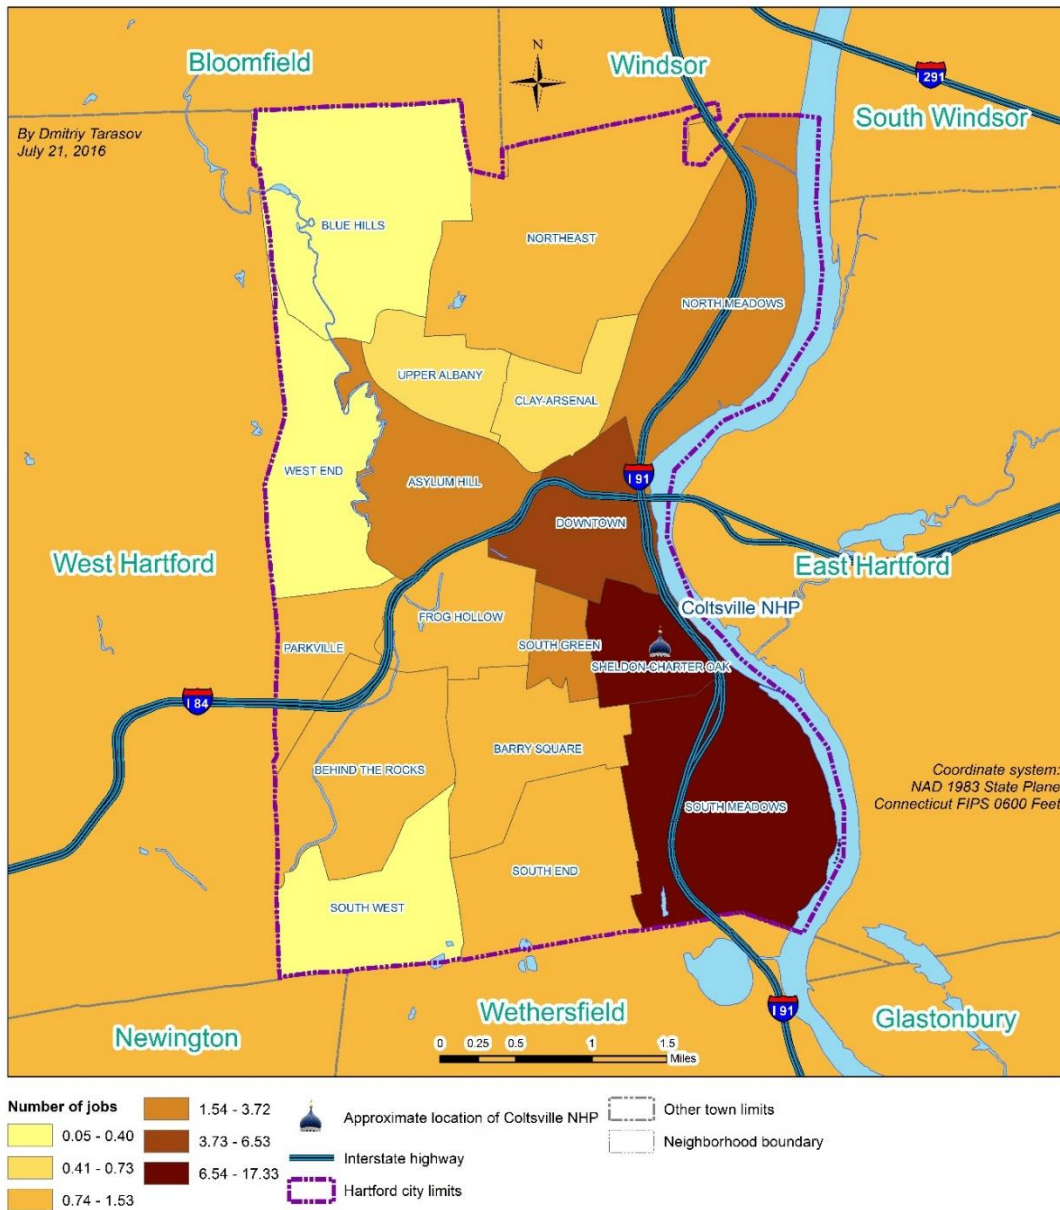 Bloomfield
N
Windsor
I 291
South Windsor
By Dmitriy Tarasov
July 21, 2016
BLUE HILLS
NORTHEAST
NORTH MEADOWS
UPPER ALBANY
CLAY-ARSENAL
WEST END
ASYLUM HILL
I 91
DOWNTOWN
West Hartford
East Hartford
Coltsville NHP
FROG HOLLOW
PARKVILLE
SOUTH GREEN
SHELDON-CHARTER OAK
I 84
BARRY SQUARE
BEHIND THE ROCKS
Coordinate system:
NAD 1983 State Plane
Connecticut FIPS 0600 Feet
SOUTH MEADOWS
SOUTH END
SOUTH WEST
I 91
Wethersfield
Glastonbury
Newington
0 0.25 0.5 1 1.5
Miles
Number of jobs
0.05 - 0.40
0.41 - 0.73
0.74 - 1.53
1.54 - 3.72
3.73 - 6.53
6.54 - 17.33
Approximate location of Coltsville NHP
Interstate highway
Hartford city limits
Other town limits
Neighborhood boundary